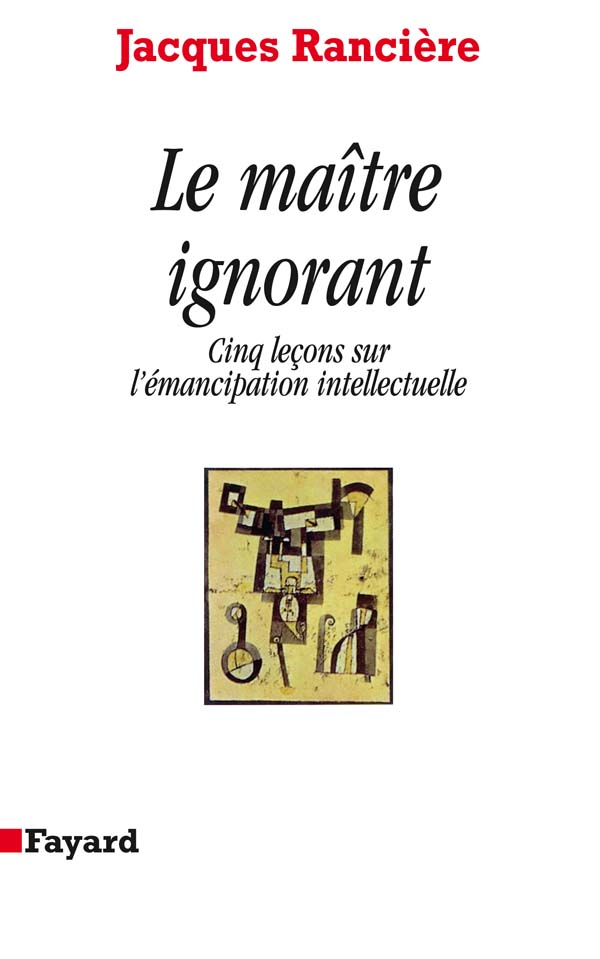 Jacques Rancière
Le maître
ignorant
Cinq leçons sur
l'émancipation intellectuelle
Fayard